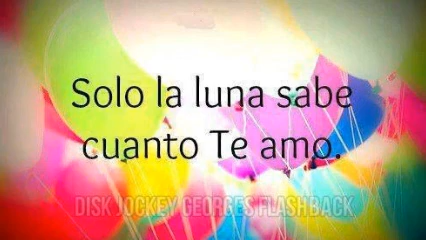 Solo la luna sabe
cuanto Te amo.
DISK JOCKEY GEORGES FLASHBACK